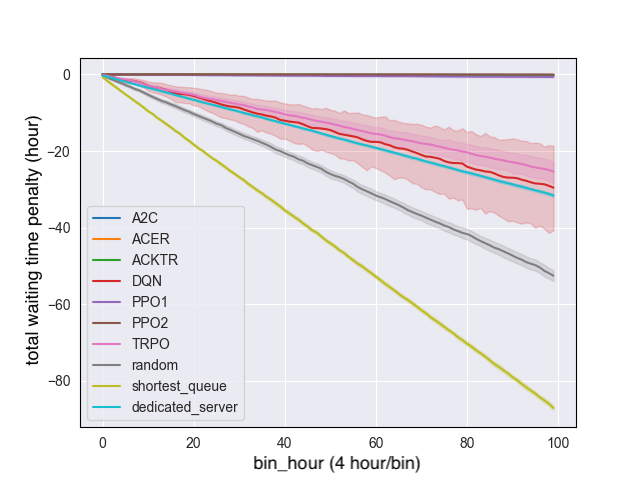 total waiting time penalty (hour)
0
−20
−40
−60
−80
A2C
ACER
ACKTR
DQN
PPO1
PPO2
TRPO
random
shortest_queue
dedicated_server
0 20 40 60 80 100
bin_hour (4 hour/bin)